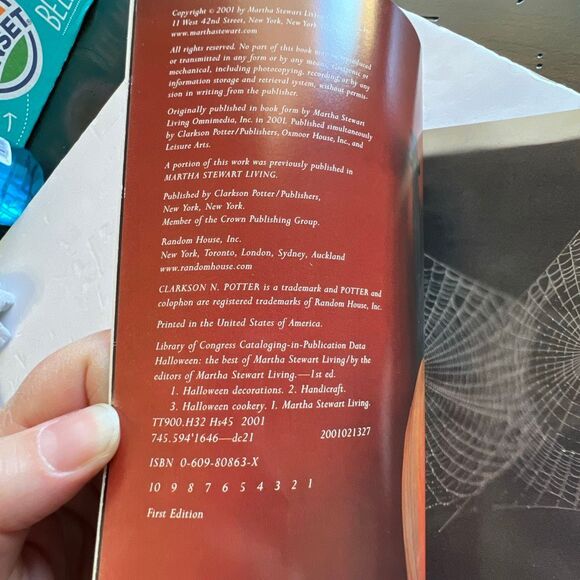 BEL
Copyright © 2001 by Martha Stewart Liv
11 West 42nd Street, New York, New York
www.marthastewart.com
All rights reserved. No part of this book may be reproduced
or transmitted in any form or by any means, electronic or
mechanical, including photocopying, recording, or by any
information storage and retrieval system, without permis-
sion in writing from the publisher.
Originally published in book form by Martha Stewart
Living Omnimedia, Inc. in 2001. Published simultaneously
by Clarkson Potter/Publishers, Oxmoor House, Inc., and
Leisure Arts.
A portion of this work was previously published in
MARTHA STEWART LIVING.
Published by Clarkson Potter/Publishers,
New York, New York.
Member of the Crown Publishing Group.
Random House, Inc.
New York, Toronto, London, Sydney, Auckland
www.randomhouse.com
CLARKSON N. POTTER is a trademark and POTTER and
colophon are registered trademarks of Random House, Inc.
Printed in the United States of America.
Library of Congress Cataloging-in-Publication Data
Halloween: the best of Martha Stewart Living/by the
editors of Martha Stewart Living.—1st ed.
1. Halloween decorations. 2. Handicraft.
3. Halloween cookery. I. Martha Stewart Living.
TT900.H32 Hs45 2001
745.594'1646—dc21 2001021327
ISBN 0-609-80863-X
10 9 8 7 6 5 4 3 2 1
First Edition